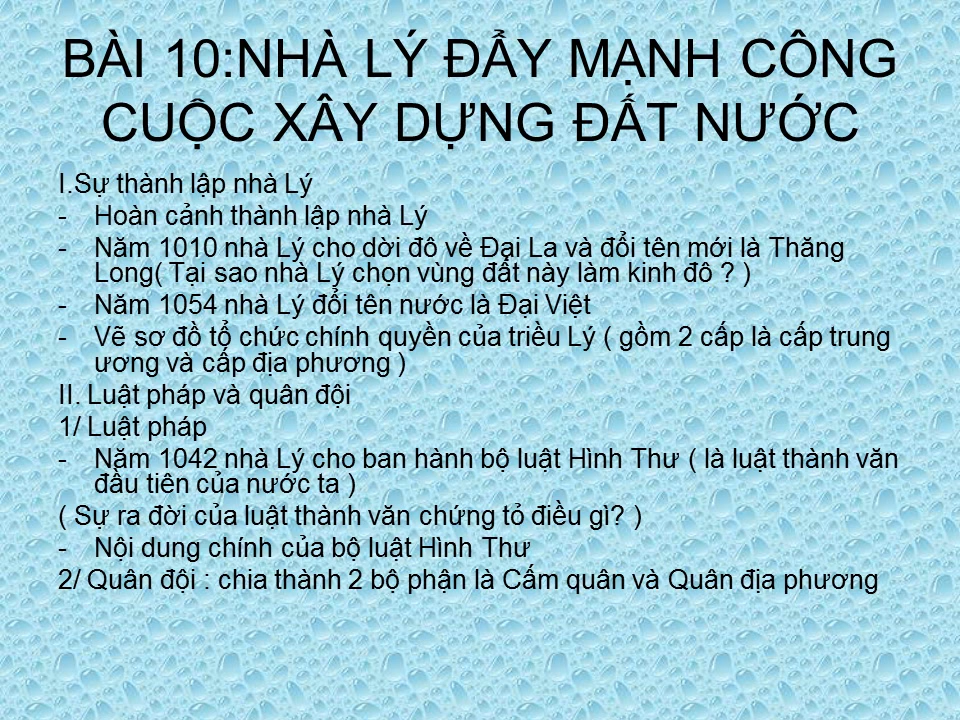 BÀI 10:NHÀ LÝ ĐẨY MẠNH CÔNG
CUỘC XÂY DỰNG ĐẤT NƯỚC
I.Sự thành lập nhà Lý
- Hoàn cảnh thành lập nhà Lý
- Năm 1010 nhà Lý cho dời đô về Đại La và đổi tên mới là Thăng
Long( Tại sao nhà Lý chọn vùng đất này làm kinh đô ? )
- Năm 1054 nhà Lý đổi tên nước là Đại Việt
- Vẽ sơ đồ tổ chức chính quyền của triều Lý ( gồm 2 cấp là cấp trung
ương và cấp địa phương )
II. Luật pháp và quân đội
1/ Luật pháp
- Năm 1042 nhà Lý cho ban hành bộ luật Hình Thư ( là luật thành văn
đầu tiên của nước ta )
( Sự ra đời của luật thành văn chứng tỏ điều gì? )
- Nội dung chính của bộ luật Hình Thư
2/ Quân đội : chia thành 2 bộ phận là Cấm quân và Quân địa phương